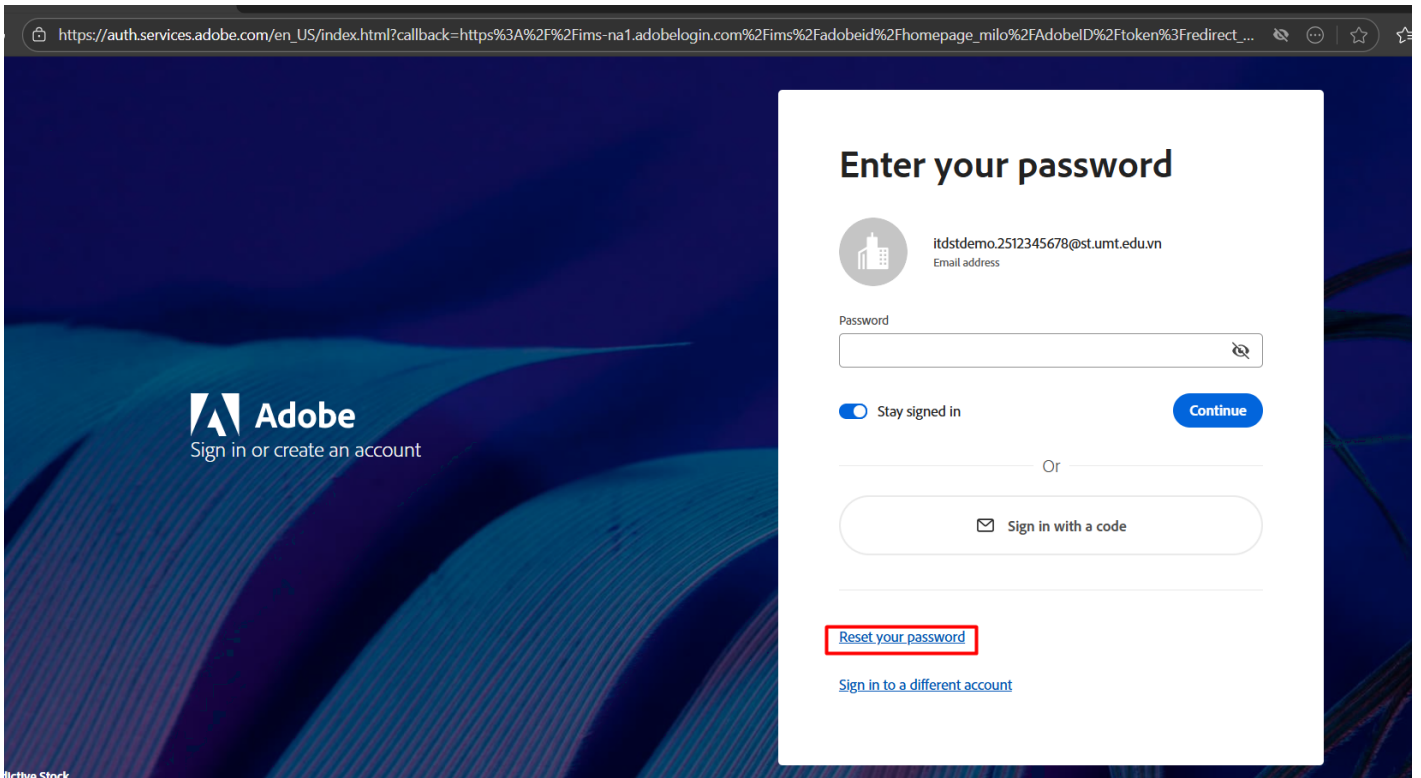 https://auth.services.adobe.com/en_US/index.html?callback=https%3A%2F%2Fims-na1.adobelogin.com%2Fims%2Fadobeid%2Fhomepage_milo%2FAdobeID%2Ftoken%3Fredirect_...
Enter your password
itdstdemo.2512345678@st.umt.edu.vn
Email address
Password
Adobe
Sign in or create an account
Stay signed in
Continue
Or
Sign in with a code
Reset your password
Sign in to a different account
Stock